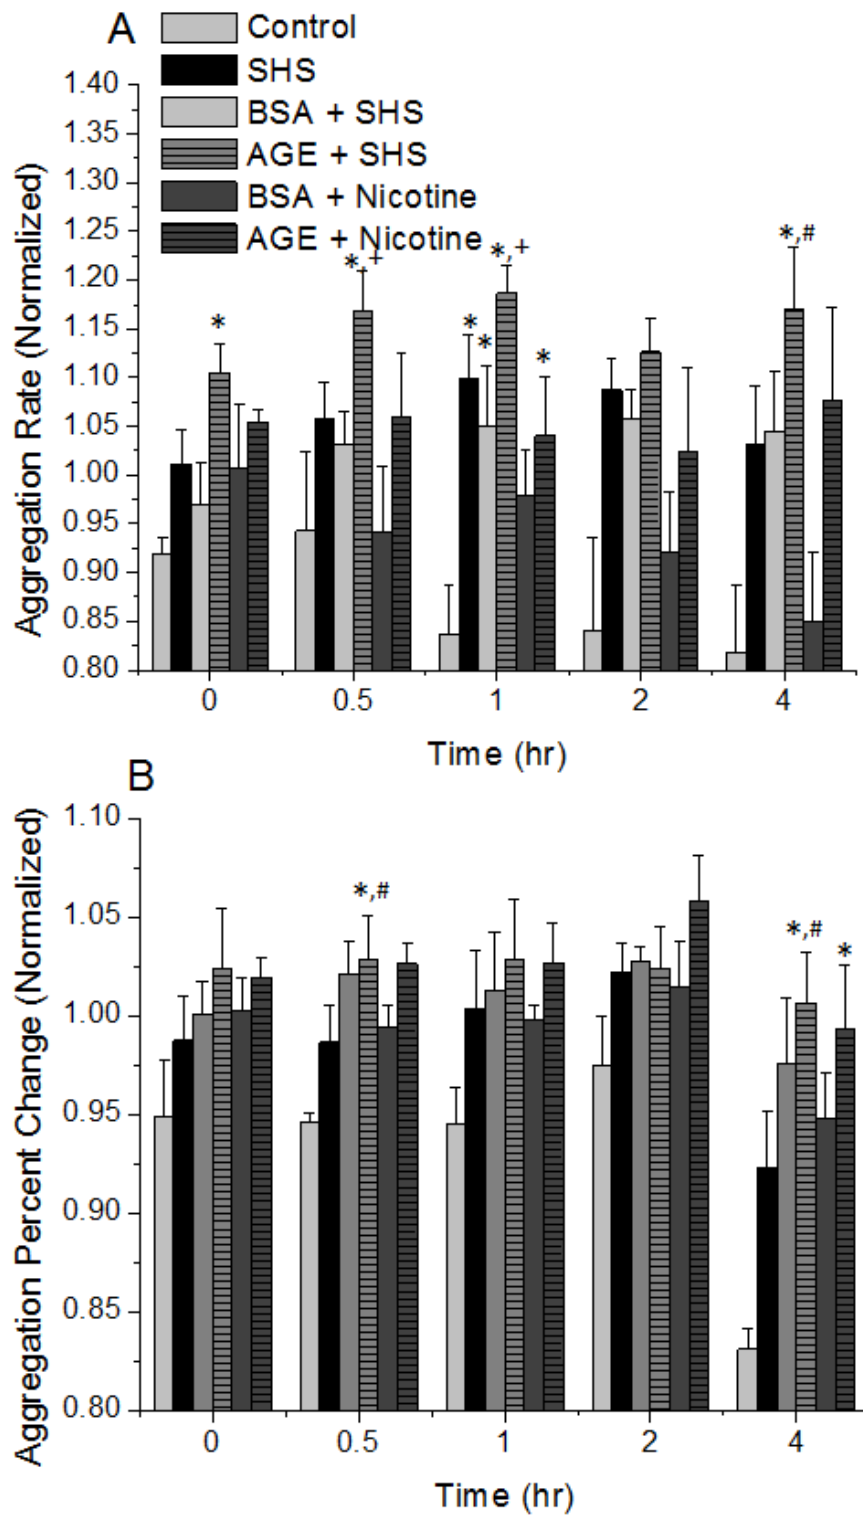 A
Control
SHS
BSA + SHS
AGE + SHS
BSA + Nicotine
AGE + Nicotine
Aggregation Rate (Normalized)
1.40
1.35
1.30
1.25
1.20
1.15
1.10
1.05
1.00
0.95
0.90
0.85
0.80
*
*,+
*
*
*,+
*
*,#
0 0.5 1 2 4
Time (hr)
B
Aggregation Percent Change (Normalized)
1.10
1.05
1.00
0.95
0.90
0.85
0.80
*,#
*,#
*
0 0.5 1 2 4
Time (hr)